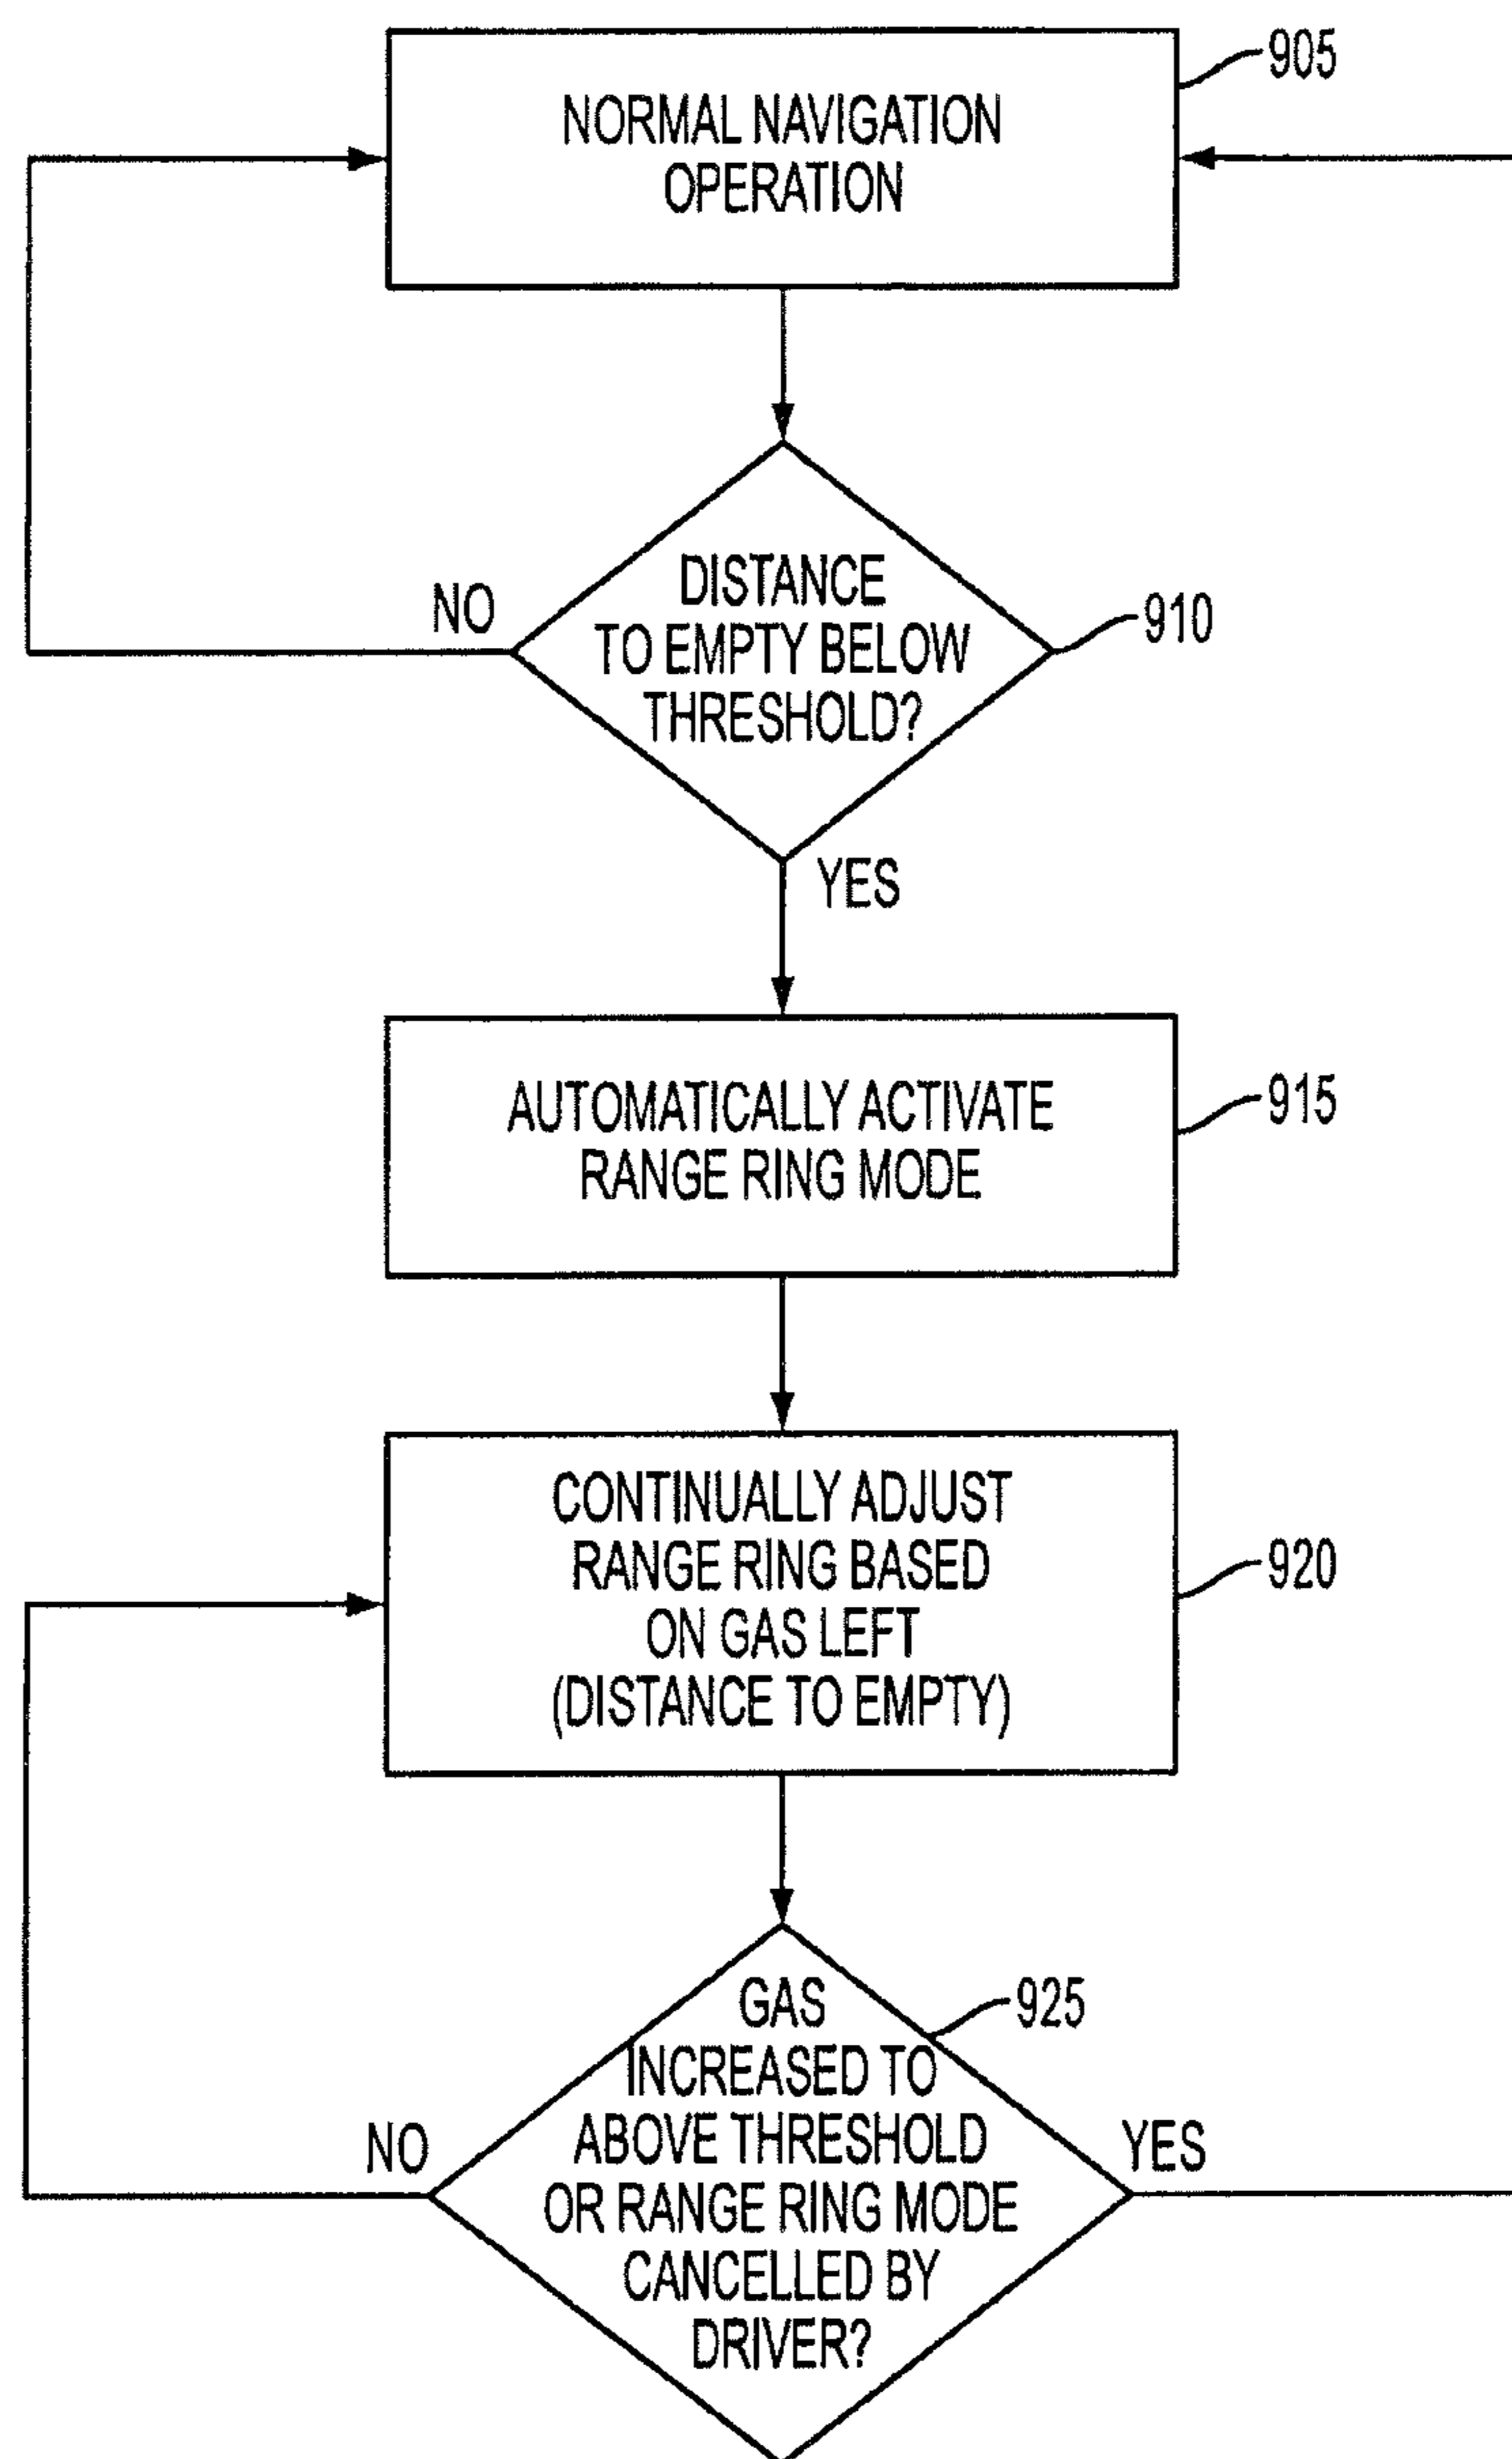 905
NORMAL NAVIGATION
OPERATION
NO
DISTANCE
TO EMPTY BELOW
THRESHOLD?
910
YES
AUTOMATICALLY ACTIVATE
RANGE RING MODE
915
CONTINUALLY ADJUST
RANGE RING BASED
ON GAS LEFT
(DISTANCE TO EMPTY)
920
GAS
INCREASED TO
ABOVE THRESHOLD
OR RANGE RING MODE
CANCELLED BY
DRIVER?
925
NO
YES